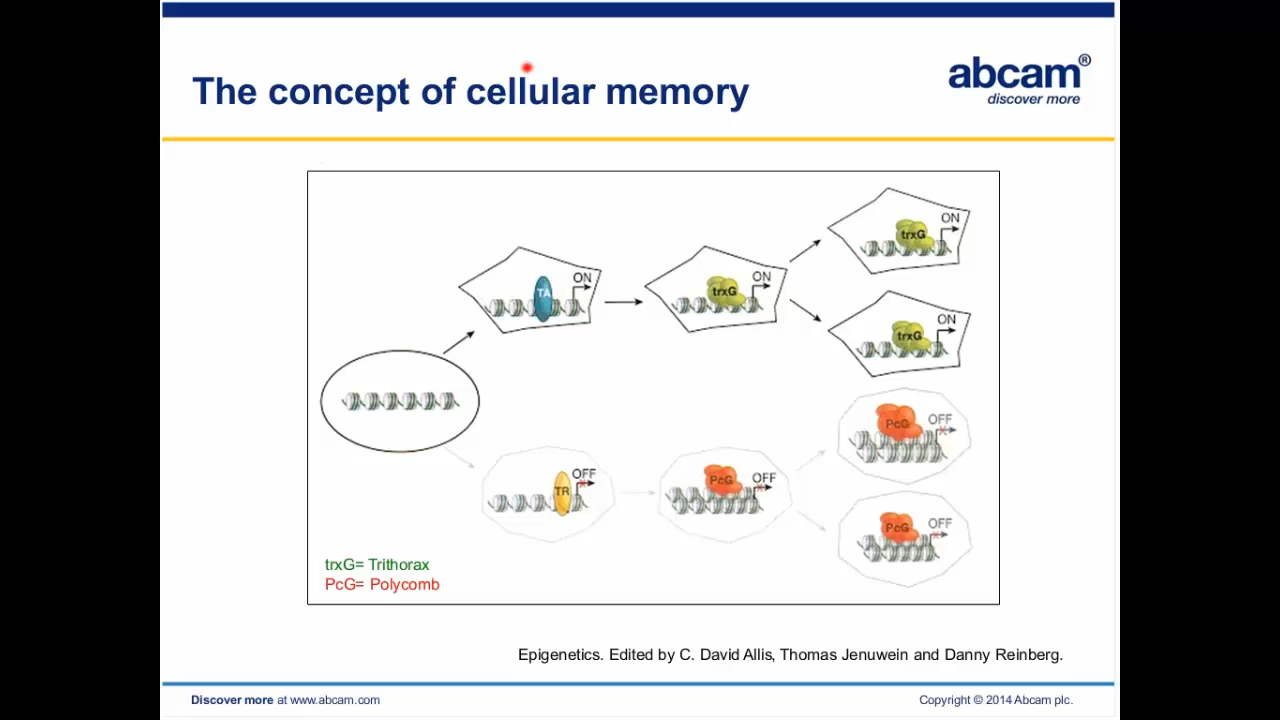 The concept of cellular memory
abcam®
discover more
ON
trxG
ON
TA
ON
trxG
ON
trxG
OFF
PcG
OFF
TR
OFF
PcG
OFF
PcG
trxG= Trithorax
PcG= Polycomb
Epigenetics. Edited by C. David Allis, Thomas Jenuwein and Danny Reinberg.
Discover more at www.abcam.com
Copyright © 2014 Abcam plc.